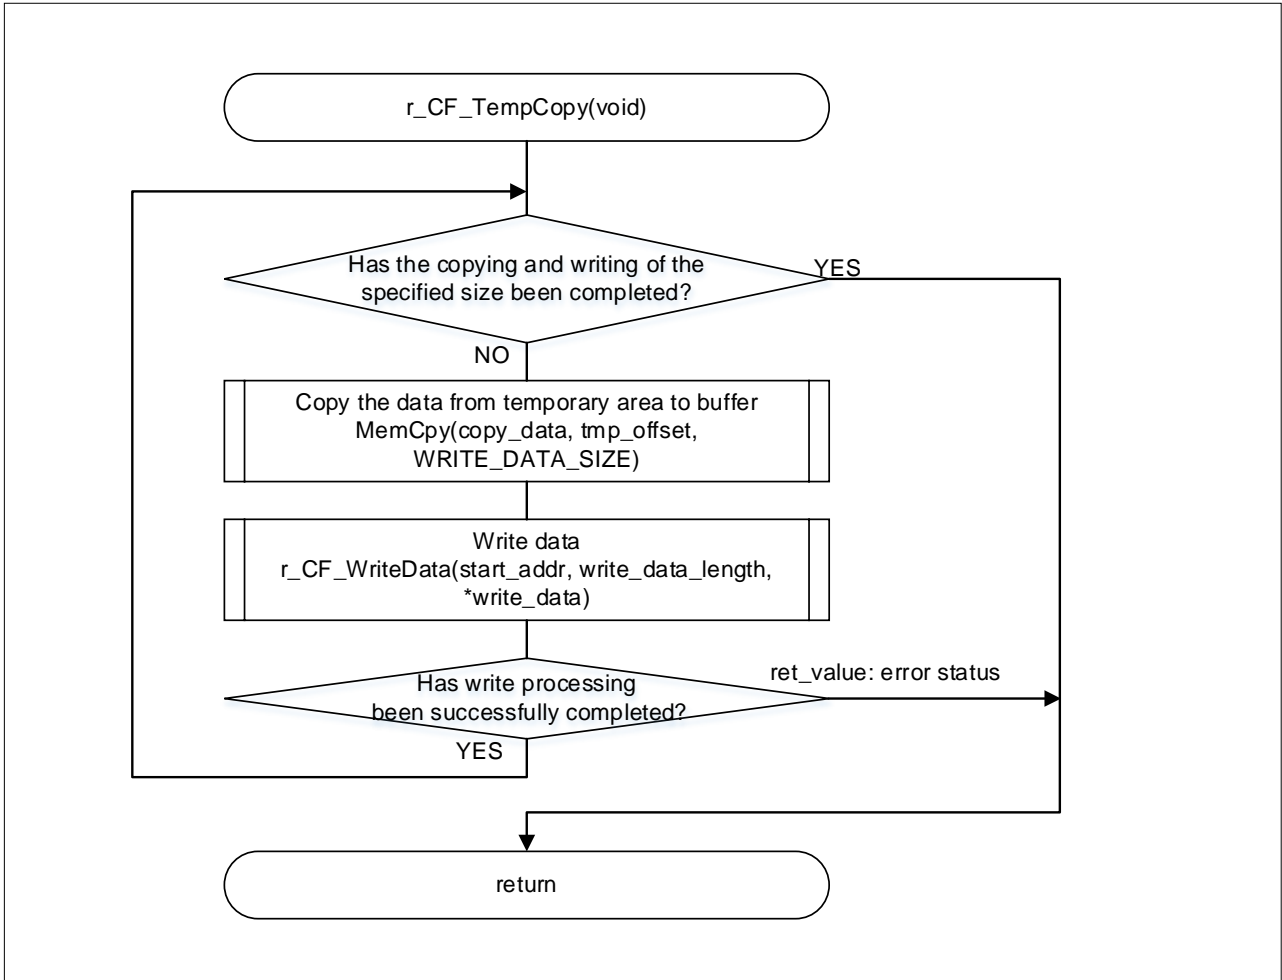 r_CF_TempCopy(void)
Has the copying and writing of the
specified size been completed?
YES
NO
Copy the data from temporary area to buffer
MemCpy(copy_data, tmp_offset,
WRITE_DATA_SIZE)
Write data
r_CF_WriteData(start_addr, write_data_length,
*write_data)
Has write processing
been successfully completed?
ret_value: error status
YES
return